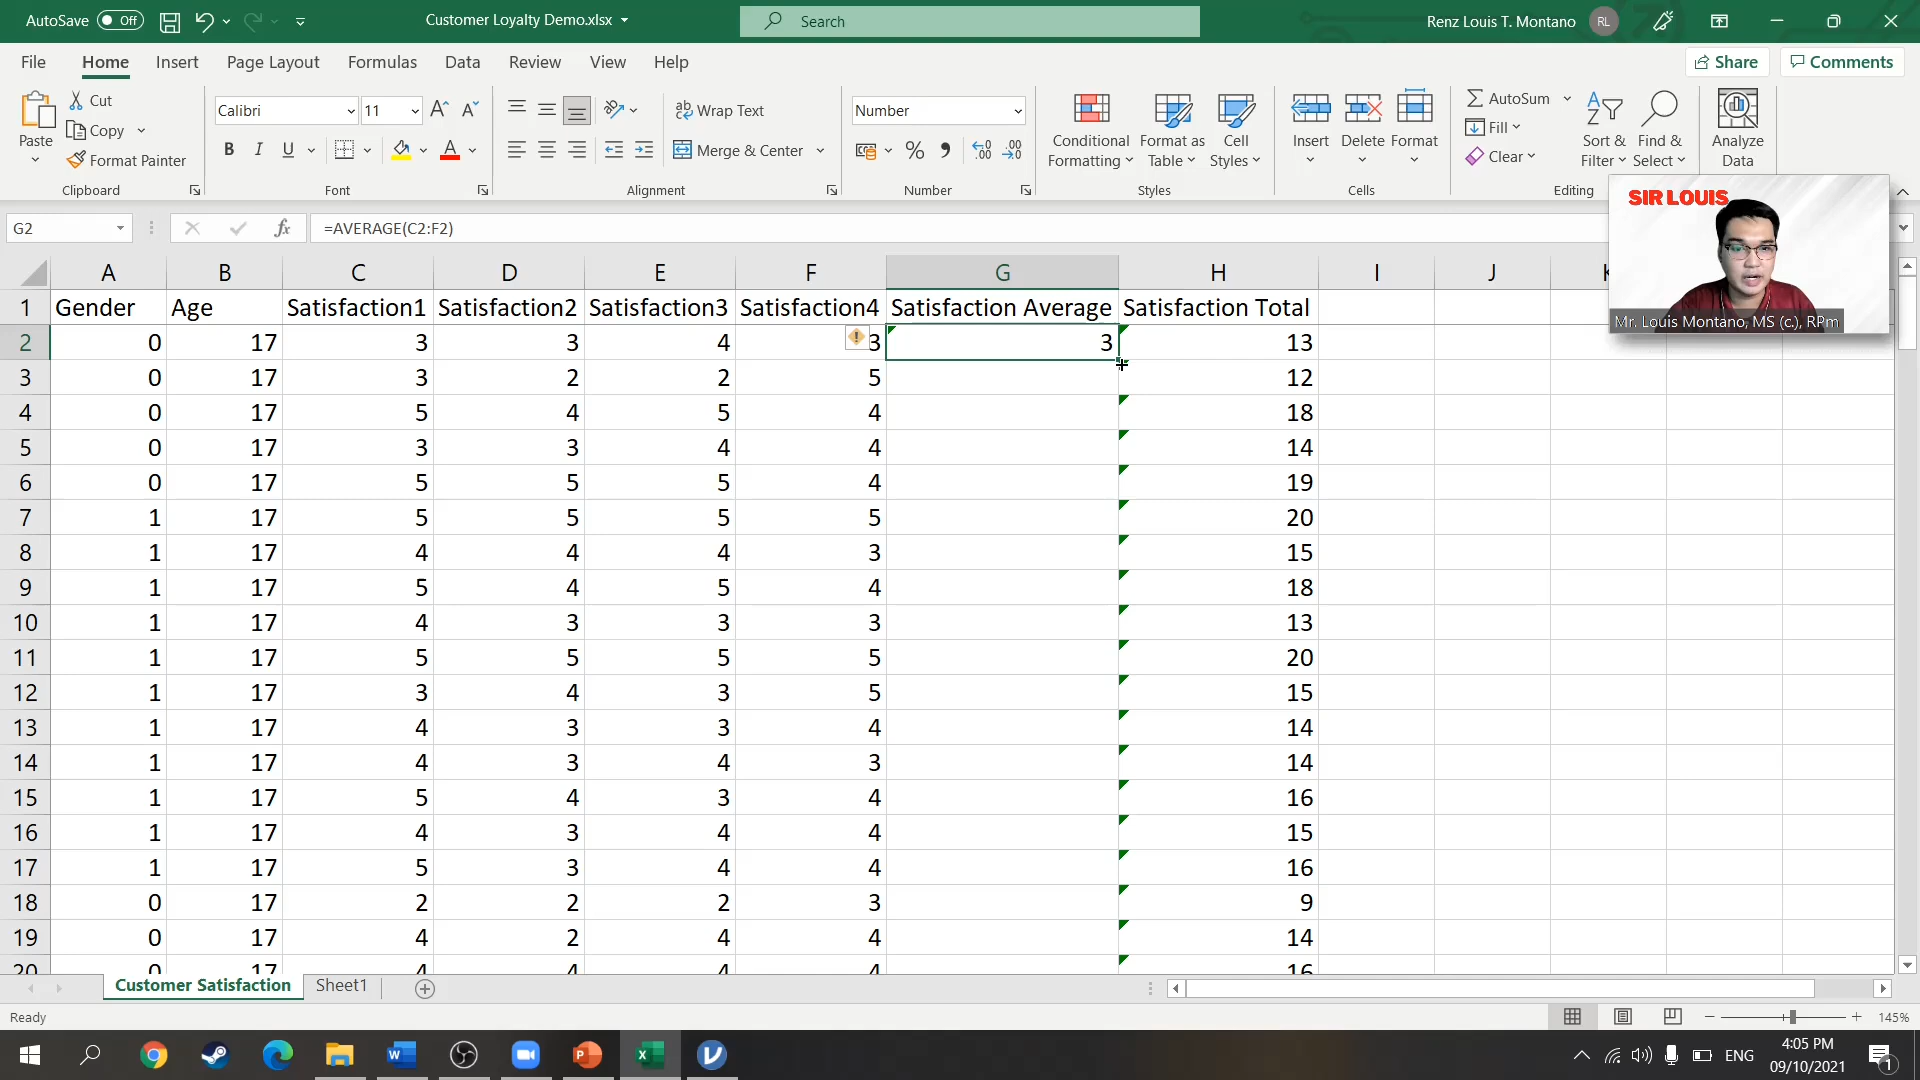 AutoSave Off Customer Loyalty Demo.xlsx Search Renz Louis T. Montano RL
File Home Insert Page Layout Formulas Data Review View Help Share Comments
Paste Cut Copy Format Painter Clipboard
Calibri 11 B I U Font
ab Wrap Text Merge & Center Alignment
Number % Number
Conditional Formatting Format as Table Cell Styles Styles
Insert Delete Format Cells
AutoSum Fill Clear Sort & Filter Find & Select Editing
Analyze Data
SIR LOUIS
Mr. Louis Montano, MS (c.), RPm
G2 fx =AVERAGE(C2:F2)
A B C D E F G H I J K
1 Gender Age Satisfaction1 Satisfaction2 Satisfaction3 Satisfaction4 Satisfaction Average Satisfaction Total
2 0 17 3 3 4 3 3 13
3 0 17 3 2 2 5 12
4 0 17 5 4 5 4 18
5 0 17 3 3 4 4 14
6 0 17 5 5 5 4 19
7 1 17 5 5 5 5 20
8 1 17 4 4 4 3 15
9 1 17 5 4 5 4 18
10 1 17 4 3 3 3 13
11 1 17 5 5 5 5 20
12 1 17 3 4 3 5 15
13 1 17 4 3 3 4 14
14 1 17 4 3 4 3 14
15 1 17 5 4 3 4 16
16 1 17 4 3 4 4 15
17 1 17 5 3 4 4 16
18 0 17 2 2 2 3 9
19 0 17 4 2 4 4 14
20 0 17 4 4 4 4 16
Customer Satisfaction Sheet1
Ready 145%
ENG 4:05 PM
09/10/2021 1